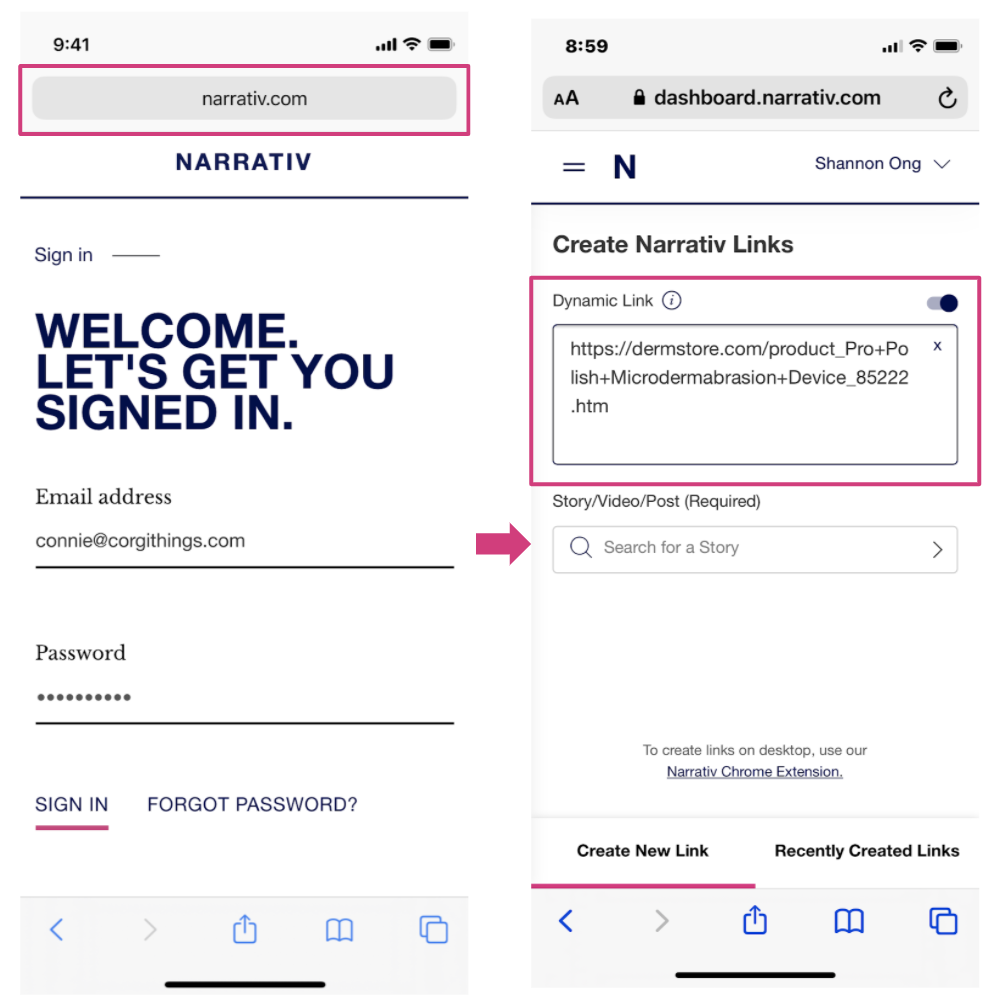 9:41
narrativ.com
NARRATIV
Sign in
WELCOME.
LET'S GET YOU
SIGNED IN.
Email address
connie@corgithings.com
Password
••••••••••
SIGN IN FORGOT PASSWORD?
8:59
AA dashboard.narrativ.com
N Shannon Ong
Create Narrativ Links
Dynamic Link i
https://dermstore.com/product_Pro+Po
lish+Microdermabrasion+Device_85222
.htm
x
Story/Video/Post (Required)
Search for a Story
To create links on desktop, use our
Narrativ Chrome Extension.
Create New Link Recently Created Links